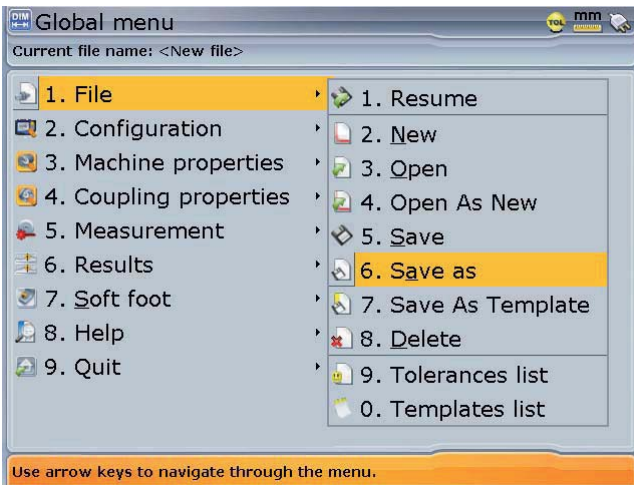 DIM
Global menu
TOL
mm
Current file name: <New file>
1. File
2. Configuration
3. Machine properties
4. Coupling properties
5. Measurement
6. Results
7. Soft foot
8. Help
9. Quit
1. Resume
2. New
3. Open
4. Open As New
5. Save
6. Save as
7. Save As Template
8. Delete
9. Tolerances list
0. Templates list
Use arrow keys to navigate through the menu.